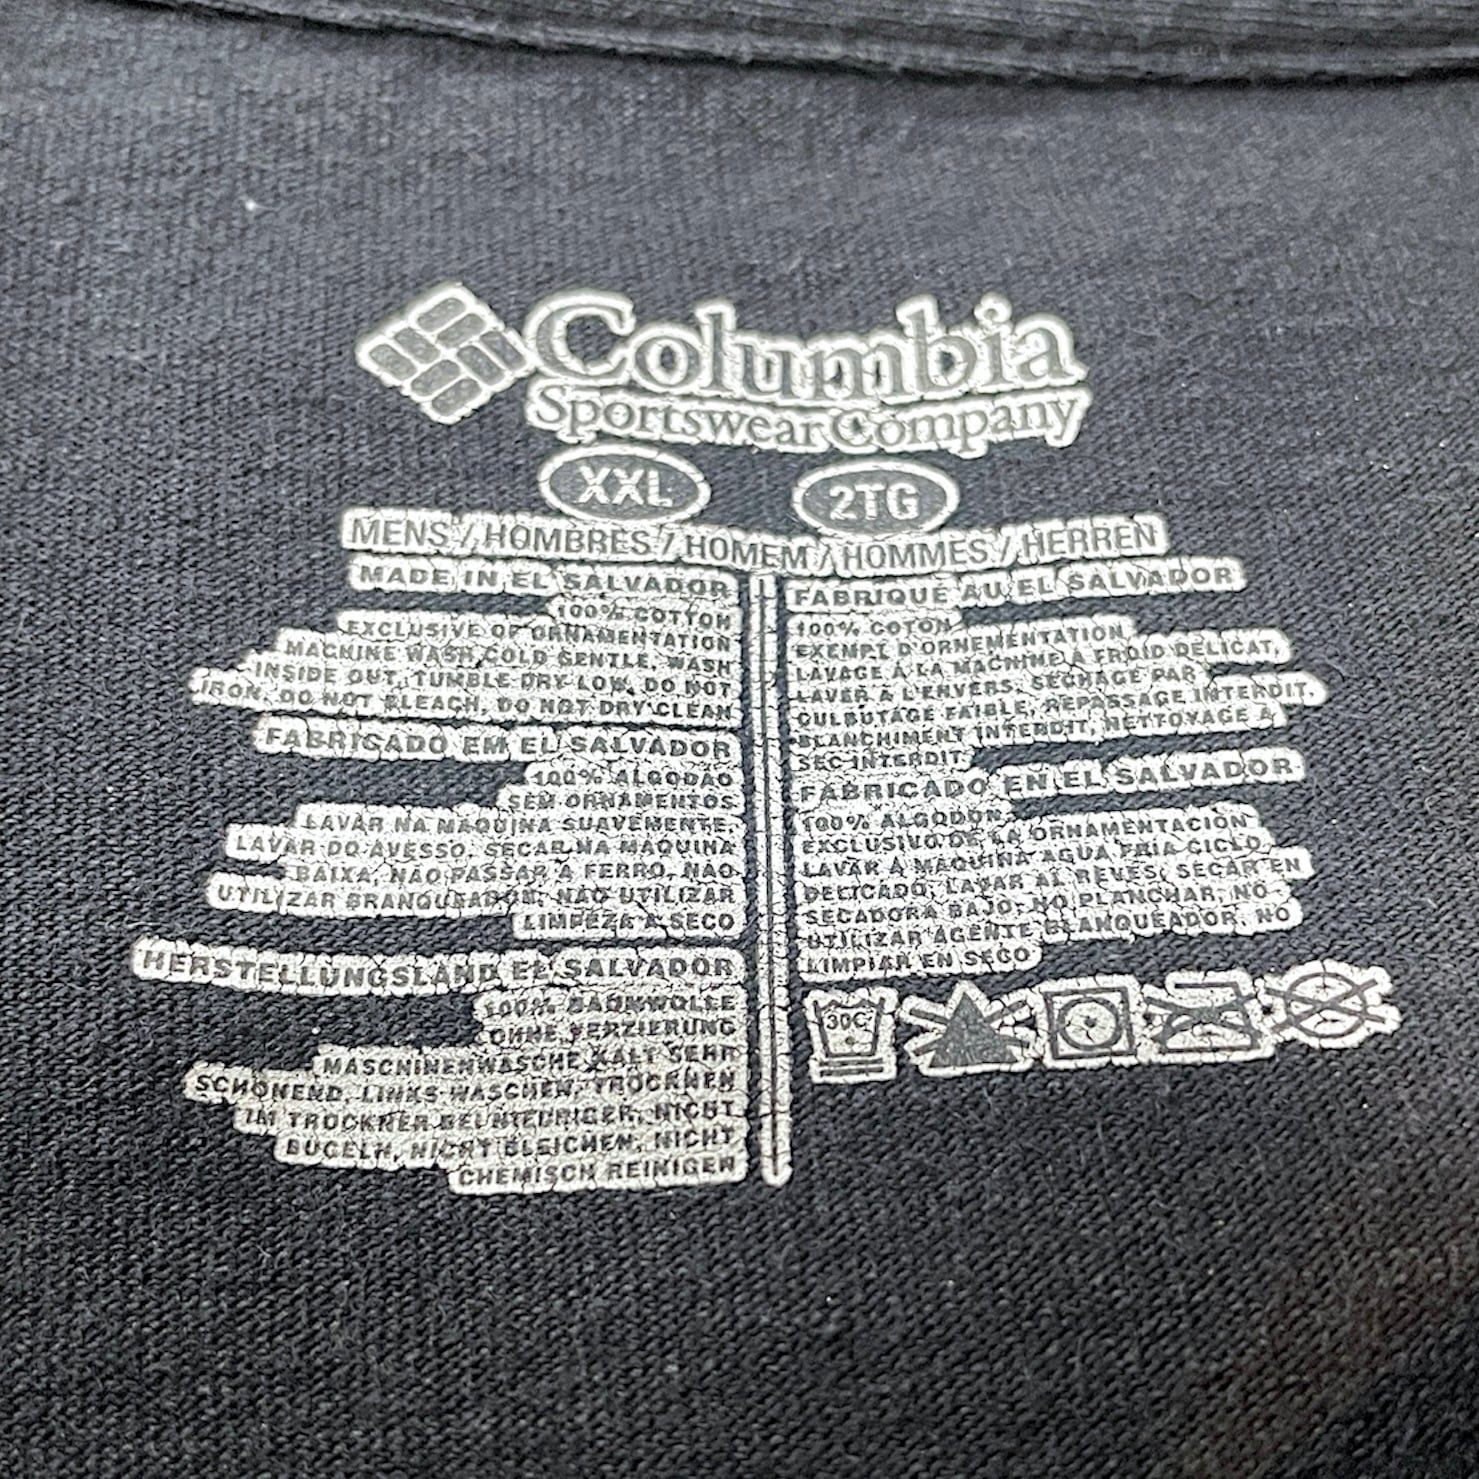 Columbia
Sportswear Company
XXL 2TG
MENS / HOMBRES / HOMEM / HOMMES / HERREN
MADE IN EL SALVADOR
100% COTTON
EXCLUSIVE OF ORNAMENTATION
MACHINE WASH COLD GENTLE, WASH
INSIDE OUT, TUMBLE DRY LOW, DO NOT
IRON, DO NOT BLEACH, DO NOT DRY CLEAN
FABRICADO EM EL SALVADOR
100% ALGODAO
SEM ORNAMENTOS
LAVAR NA MAQUINA SUAVEMENTE,
LAVAR DO AVESSO, SECAR NA MAQUINA
BAIXA, NAO PASSAR A FERRO, NAO
UTILIZAR BRANQUEADOR, NAO UTILIZAR
LIMPEZA A SECO
HERSTELLUNGSLAND EL SALVADOR
100% BAUMWOLLE
OHNE VERZIERUNG
MASCHINENWASCHE KALT SEHR
SCHONEND, LINKS WASCHEN, TROCKNEN
IM TROCKNER BEI NIEDRIGER, NICHT
BUGELN, NICHT BLEICHEN, NICHT
CHEMISCH REINIGEN
FABRIQUE AU EL SALVADOR
100% COTON
EXEMPT D'ORNEMENTATION
LAVAGE A LA MACHINE A FROID DELICAT,
LAVER A L'ENVERS, SECHAGE PAR
CULBUTAGE FAIBLE, REPASSAGE INTERDIT,
BLANCHIMENT INTERDIT, NETTOYAGE A
SEC INTERDIT
FABRICADO EN EL SALVADOR
100% ALGODON
EXCLUSIVO DE LA ORNAMENTACION
LAVAR A MAQUINA AGUA FRIA CICLO
DELICADO, LAVAR AL REVES, SECAR EN
SECADORA BAJO, NO PLANCHAR, NO
UTILIZAR AGENTE BLANQUEADOR, NO
LIMPIAR EN SECO
30C